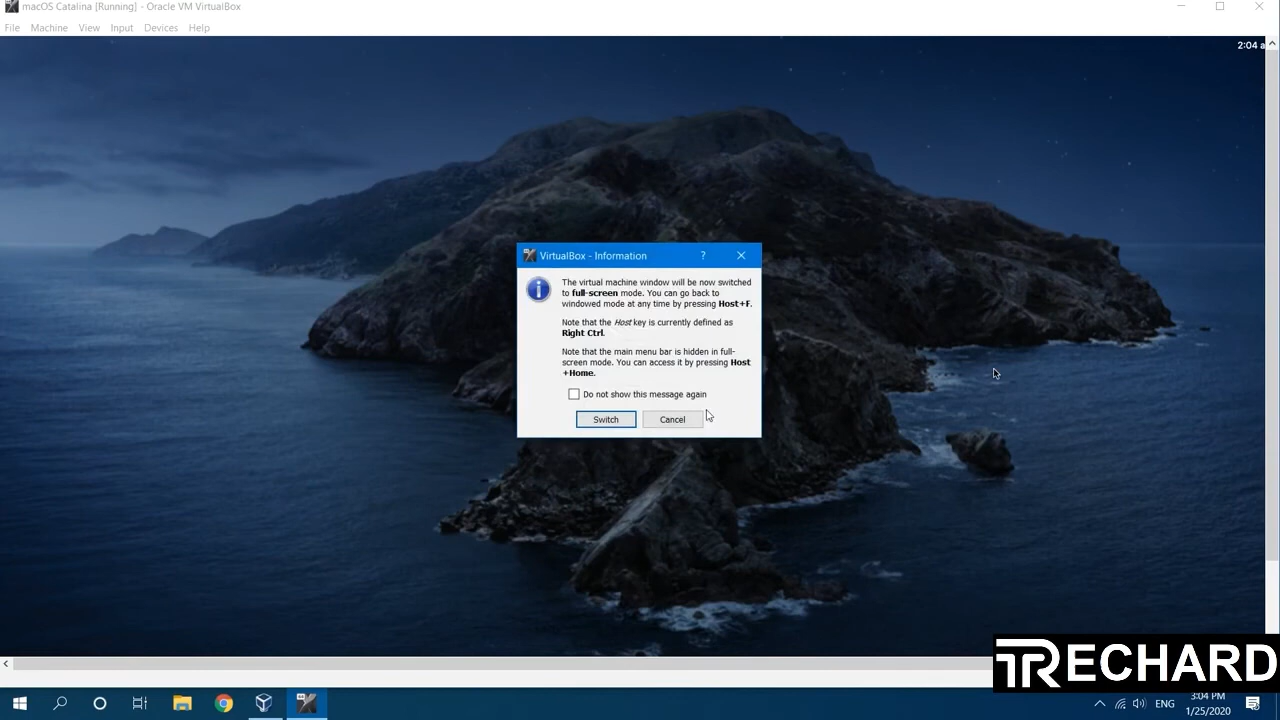 macOS Catalina [Running] - Oracle VM VirtualBox
File Machine View Input Devices Help
2:04 a
VirtualBox - Information
The virtual machine window will be now switched
to full-screen mode. You can go back to
windowed mode at any time by pressing Host+F.
Note that the Host key is currently defined as
Right Ctrl.
Note that the main menu bar is hidden in full-
screen mode. You can access it by pressing Host
+Home.
Do not show this message again
Switch Cancel
TRECHARD
ENG
3:04 PM
1/25/2020